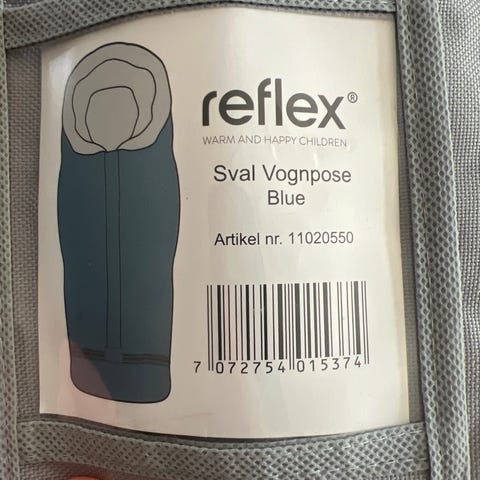 reflex®
WARM AND HAPPY CHILDREN
Sval Vognpose
Blue
Artikel nr. 11020550
7 072754 015374